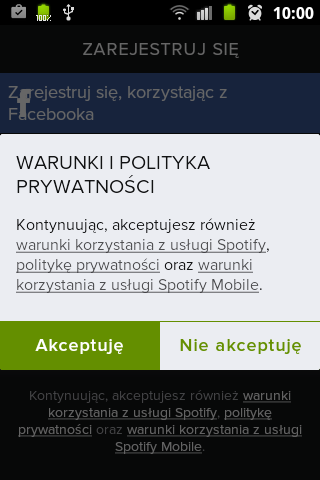 100%
10:00
ZAREJESTRUJ SIĘ
Zarejestruj się, korzystając z
Facebooka
WARUNKI I POLITYKA
PRYWATNOŚCI
Kontynuując, akceptujesz również
warunki korzystania z usługi Spotify,
politykę prywatności oraz warunki
korzystania z usługi Spotify Mobile.
Akceptuję
Nie akceptuję
Kontynuując, akceptujesz również warunki
korzystania z usługi Spotify, politykę
prywatności oraz warunki korzystania z usługi
Spotify Mobile.